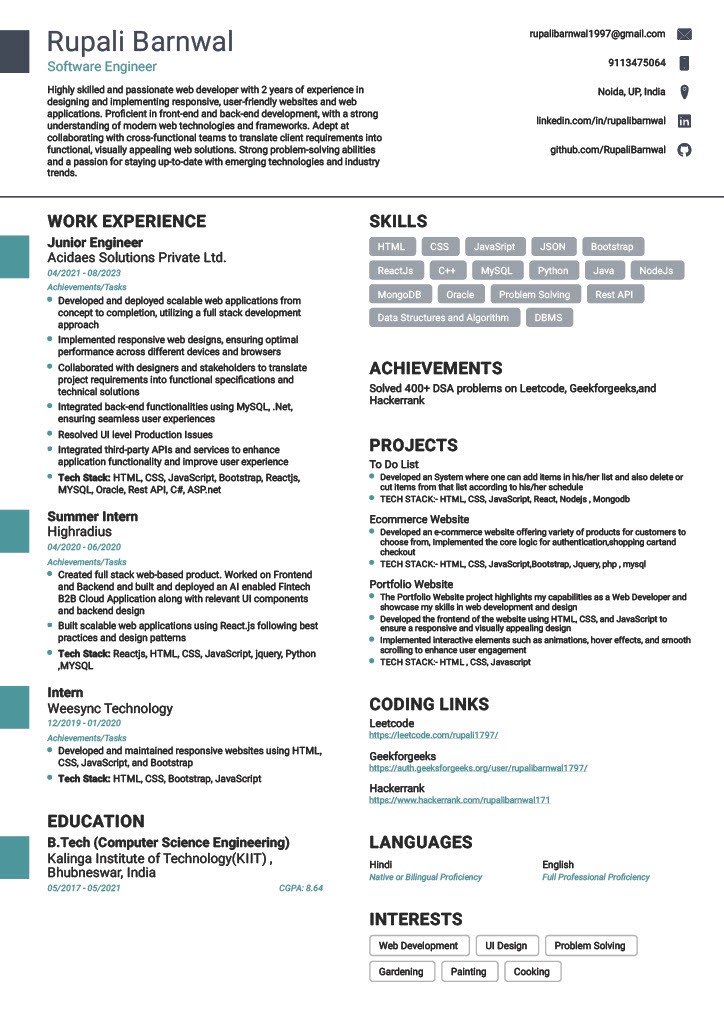 Rupali Barnwal
Software Engineer
Highly skilled and passionate web developer with 2 years of experience in
designing and implementing responsive, user-friendly websites and web
applications. Proficient in front-end and back-end development, with a strong
understanding of modern web technologies and frameworks. Adept at
collaborating with cross-functional teams to translate client requirements into
functional, visually appealing web solutions. Strong problem-solving abilities
and a passion for staying up-to-date with emerging technologies and industry
trends.
rupalibarnwal1997@gmail.com
9113475064
Noida, UP, India
linkedin.com/in/rupalibarnwal
github.com/RupaliBarnwal
WORK EXPERIENCE
Junior Engineer
Acidaes Solutions Private Ltd.
04/2021 - 08/2023
Achievements/Tasks
Developed and deployed scalable web applications from
concept to completion, utilizing a full stack development
approach
Implemented responsive web designs, ensuring optimal
performance across different devices and browsers
Collaborated with designers and stakeholders to translate
project requirements into functional specifications and
technical solutions
Integrated back-end functionalities using MySQL, .Net,
ensuring seamless user experiences
Resolved UI level Production Issues
Integrated third-party APIs and services to enhance
application functionality and improve user experience
Tech Stack: HTML, CSS, JavaScript, Bootstrap, Reactjs,
MYSQL, Oracle, Rest API, C#, ASP.net
Summer Intern
Highradius
04/2020 - 06/2020
Achievements/Tasks
Created full stack web-based product. Worked on Frontend
and Backend and built and deployed an AI enabled Fintech
B2B Cloud Application along with relevant UI components
and backend design
Built scalable web applications using React.js following best
practices and design patterns
Tech Stack: Reactjs, HTML, CSS, JavaScript, jquery, Python
,MYSQL
Intern
Weesync Technology
12/2019 - 01/2020
Achievements/Tasks
Developed and maintained responsive websites using HTML,
CSS, JavaScript, and Bootstrap
Tech Stack: HTML, CSS, Bootstrap, JavaScript
EDUCATION
B.Tech (Computer Science Engineering)
Kalinga Institute of Technology(KIIT) ,
Bhubneswar, India
05/2017 - 05/2021 CGPA: 8.64
SKILLS
HTML CSS JavaSript JSON Bootstrap
ReactJs C++ MySQL Python Java NodeJs
MongoDB Oracle Problem Solving Rest API
Data Structures and Algorithm DBMS
ACHIEVEMENTS
Solved 400+ DSA problems on Leetcode, Geekforgeeks,and
Hackerrank
PROJECTS
To Do List
Developed an System where one can add items in his/her list and also delete or
cut items from that list according to his/her schedule
TECH STACK:- HTML, CSS, JavaScript, React, Nodejs , Mongodb
Ecommerce Website
Developed an e-commerce website offering variety of products for customers to
choose from, Implemented the core logic for authentication,shopping cartand
checkout
TECH STACK:- HTML, CSS, JavaScript,Bootstrap, Jquery, php , mysql
Portfolio Website
The Portfolio Website project highlights my capabilities as a Web Developer and
showcase my skills in web development and design
Developed the frontend of the website using HTML, CSS, and JavaScript to
ensure a responsive and visually appealing design
Implemented interactive elements such as animations, hover effects, and smooth
scrolling to enhance user engagement
TECH STACK:- HTML , CSS, Javascript
CODING LINKS
Leetcode
https://leetcode.com/rupali1797/
Geekforgeeks
https://auth.geeksforgeeks.org/user/rupalibarnwal1797/
Hackerrank
https://www.hackerrank.com/rupalibarnwal171
LANGUAGES
Hindi English
Native or Bilingual Proficiency Full Professional Proficiency
INTERESTS
Web Development UI Design Problem Solving
Gardening Painting Cooking